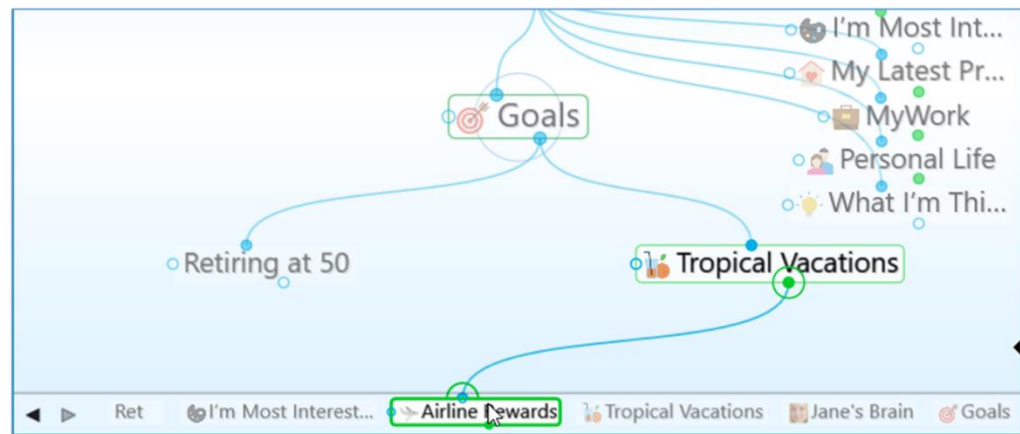 I'm Most Int...
My Latest Pr...
Goals
MyWork
Personal Life
What I'm Thi...
Retiring at 50
Tropical Vacations
Ret
I'm Most Interest...
Airline Rewards
Tropical Vacations
Jane's Brain
Goals